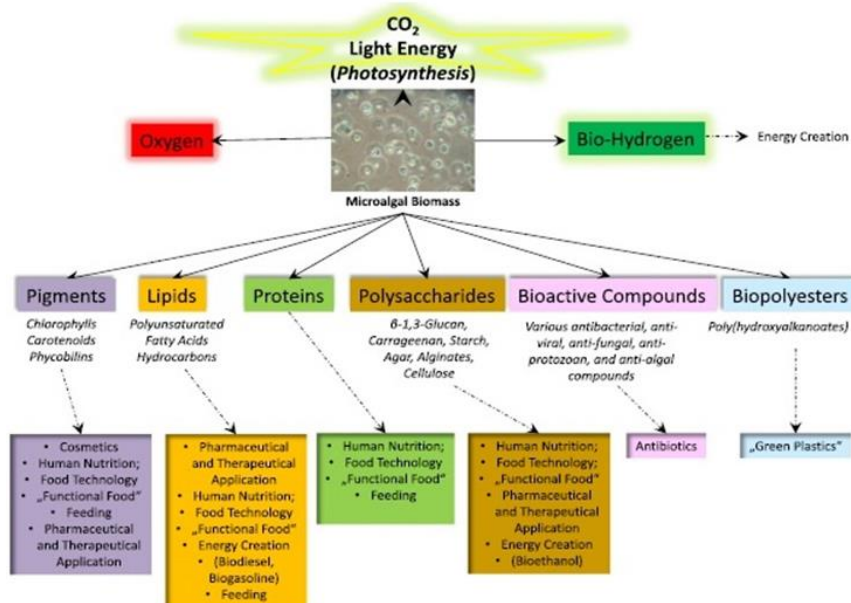 CO₂
Light Energy
(Photosynthesis)
Oxygen
Bio-Hydrogen
Energy Creation
Microalgal Biomass
Pigments
Lipids
Proteins
Polysaccharides
Bioactive Compounds
Biopolyesters
Chlorophylls
Carotenoids
Phycobilins
Polyunsaturated
Fatty Acids
Hydrocarbons
β-1,3-Glucan,
Carrageenan, Starch,
Agar, Alginates,
Cellulose
Various antibacterial, anti-
viral, anti-fungal, anti-
protozoan, and anti-algal
compounds
Poly(hydroxyalkanoates)
• Cosmetics
• Human Nutrition;
• Food Technology
• „Functional Food“
• Feeding
• Pharmaceutical
and Therapeutical
Application
• Pharmaceutical
and Therapeutical
Application
• Human Nutrition;
• Food Technology
• „Functional Food“
• Energy Creation
• (Biodiesel,
Biogasoline)
• Feeding
• Human Nutrition;
• Food Technology
• „Functional Food“
• Feeding
• Human Nutrition;
• Food Technology;
• „Functional Food“
• Pharmaceutical
and Therapeutical
Application
• Energy Creation
• (Bioethanol)
Antibiotics
„Green Plastics“